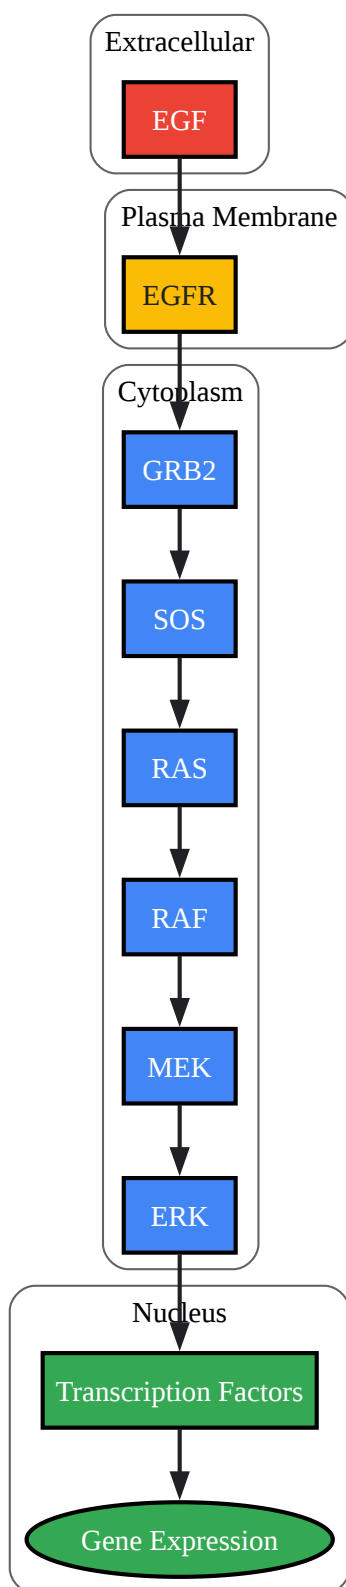 Extracellular
EGF
Plasma Membrane
EGFR
Cytoplasm
GRB2
SOS
RAS
RAF
MEK
ERK
Nucleus
Transcription Factors
Gene Expression